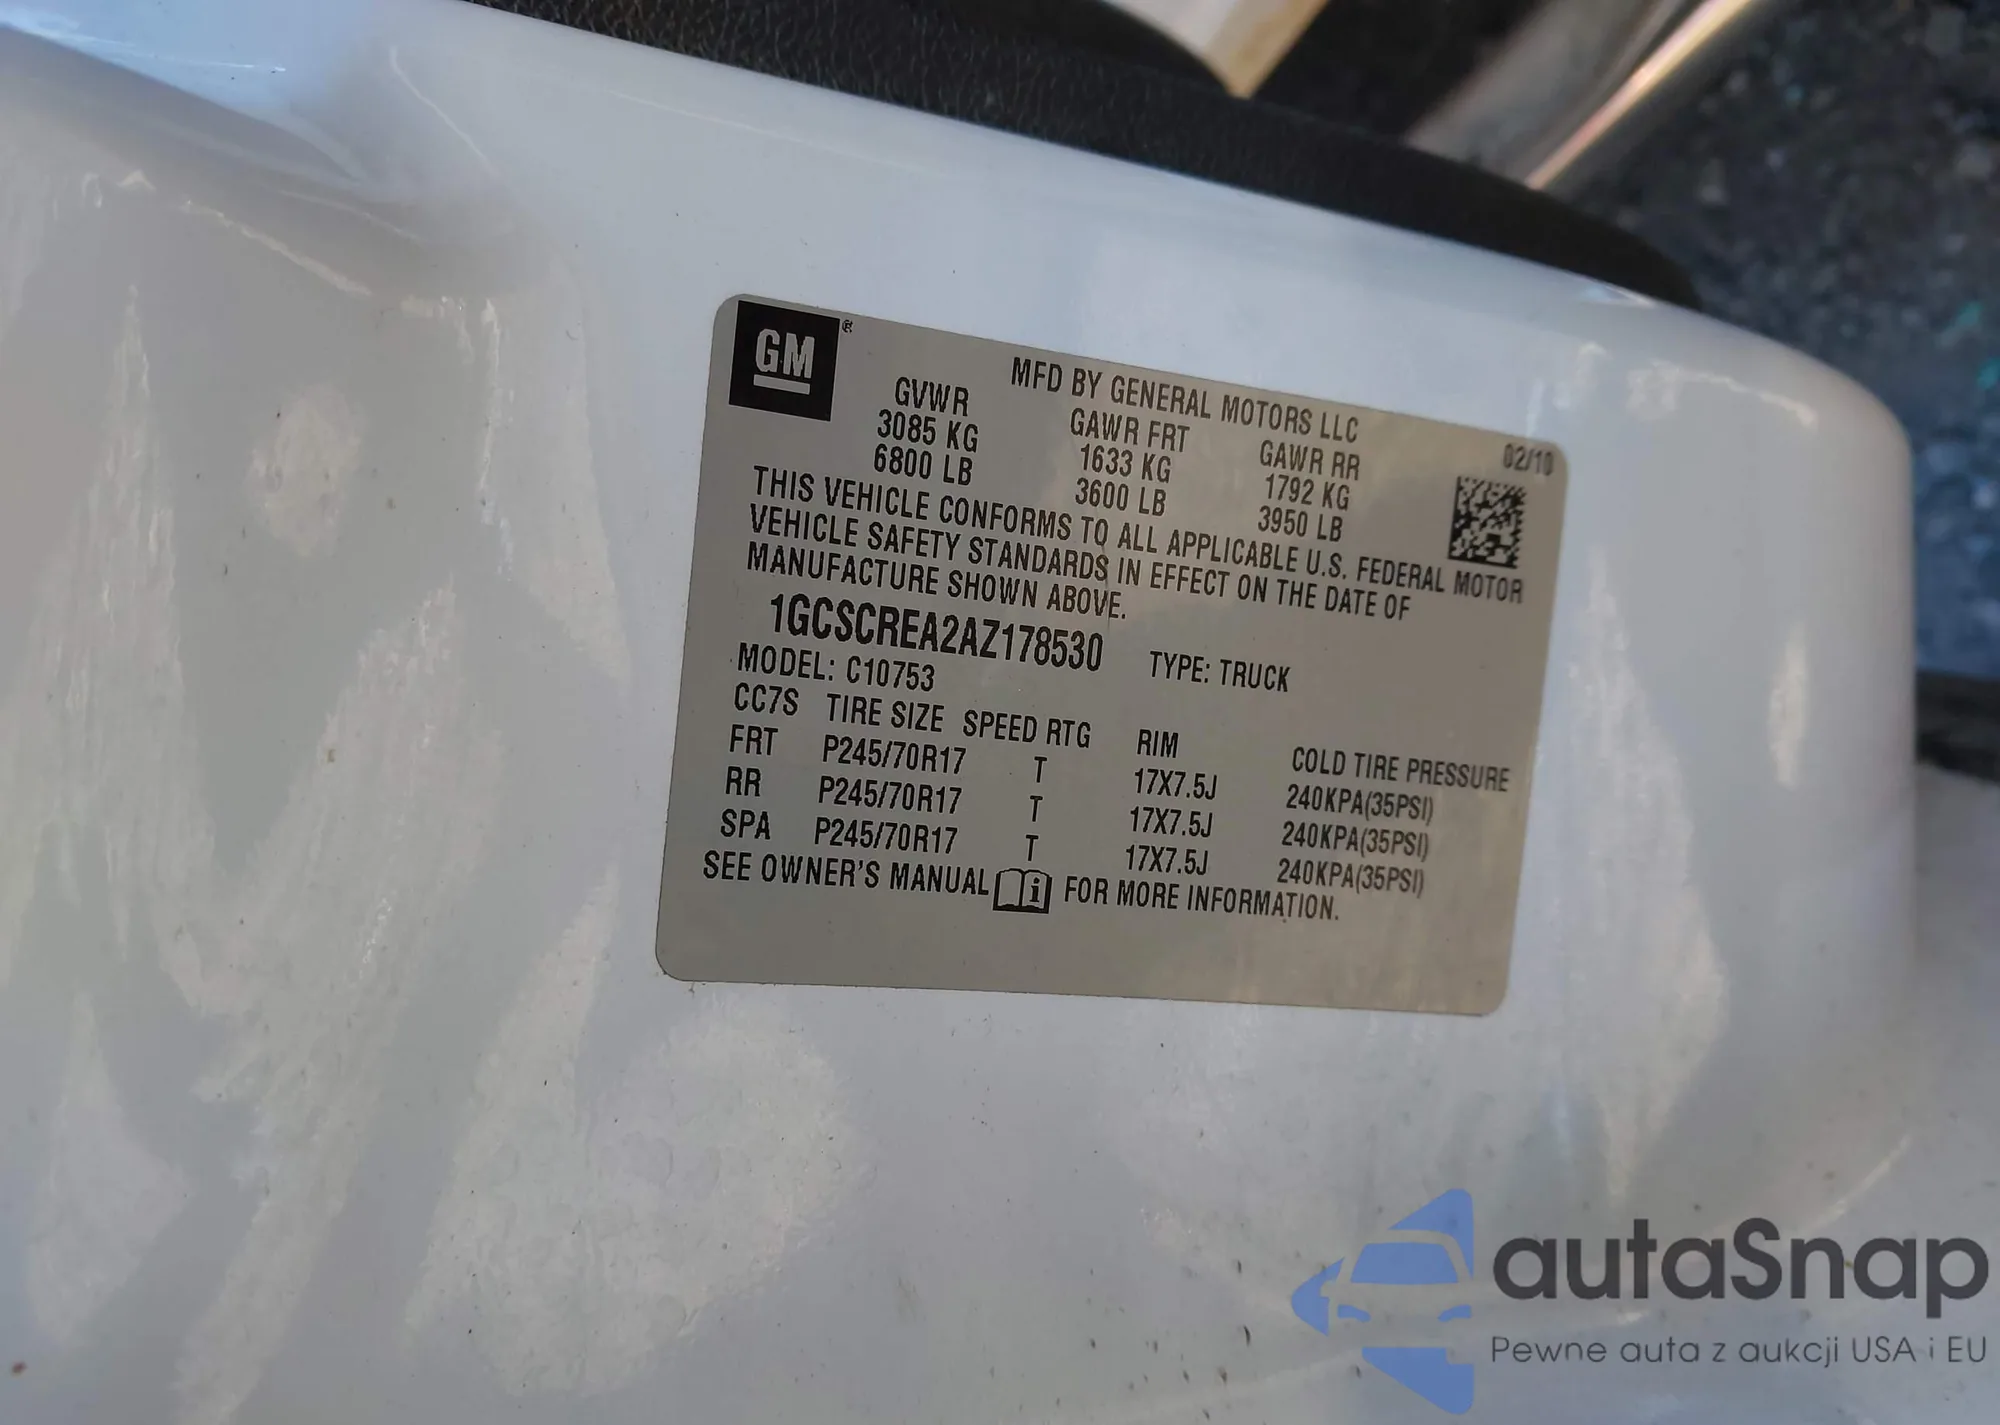 GM ®
MFD BY GENERAL MOTORS LLC
02/10
GVWR GAWR FRT GAWR RR
3085 KG 1633 KG 1792 KG
6800 LB 3600 LB 3950 LB
THIS VEHICLE CONFORMS TO ALL APPLICABLE U.S. FEDERAL MOTOR
VEHICLE SAFETY STANDARDS IN EFFECT ON THE DATE OF
MANUFACTURE SHOWN ABOVE.
1GCSCREA2AZ178530 TYPE: TRUCK
MODEL: C10753
CC7S TIRE SIZE SPEED RTG RIM COLD TIRE PRESSURE
FRT P245/70R17 T 17X7.5J 240KPA(35PSI)
RR P245/70R17 T 17X7.5J 240KPA(35PSI)
SPA P245/70R17 T 17X7.5J 240KPA(35PSI)
SEE OWNER'S MANUAL i FOR MORE INFORMATION.
autaSnap
Pewne auta z aukcji USA i EU